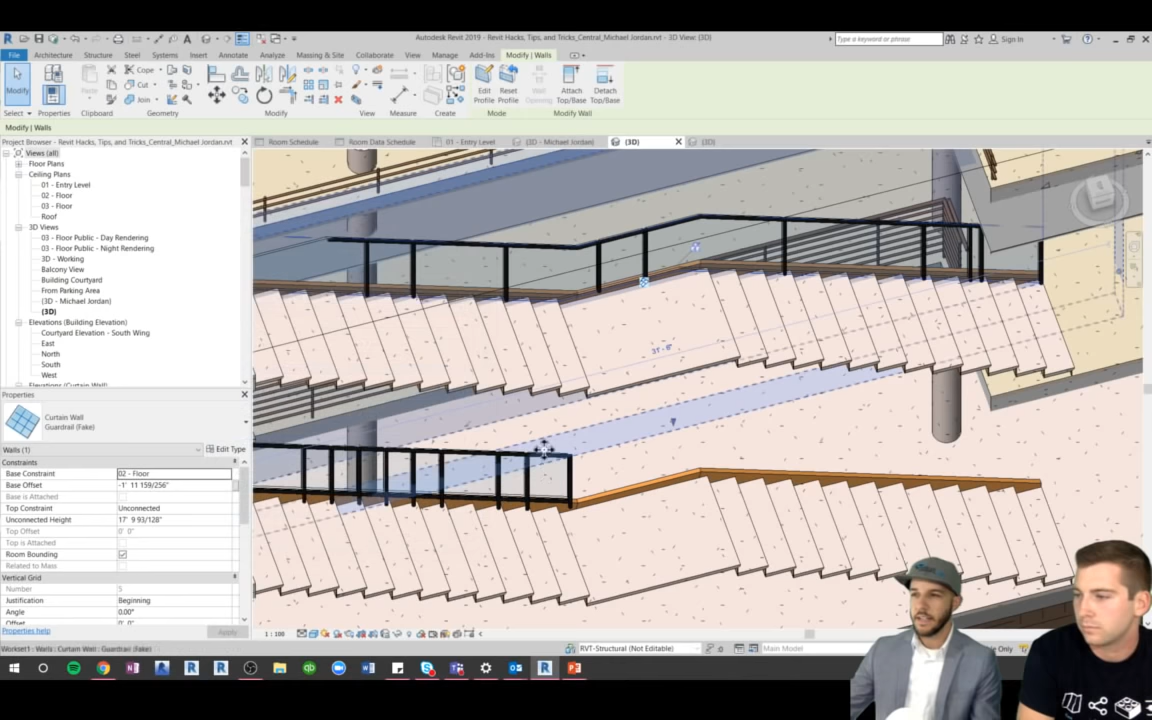 Autodesk Revit 2019 - Revit Hacks, Tips, and Tricks_Central_Michael Jordan.rvt - 3D View: {3D}
Type a keyword or phrase
Sign In
File Architecture Structure Steel Systems Insert Annotate Analyze Massing & Site Collaborate View Manage Add-Ins Modify | Walls
Modify
Paste
Cope
Cut
Join
Edit Profile
Reset Profile
Wall Opening
Attach Top/Base
Detach Top/Base
Select Properties Clipboard Geometry Modify View Measure Create Mode Modify Wall
Modify | Walls
Project Browser - Revit Hacks, Tips, and Tricks_Central_Michael Jordan.rvt
Room Schedule
Room Data Schedule
01 - Entry Level
{3D - Michael Jordan}
{3D}
{3D}
Views (all)
Floor Plans
Ceiling Plans
01 - Entry Level
02 - Floor
03 - Floor
Roof
3D Views
03 - Floor Public - Day Rendering
03 - Floor Public - Night Rendering
3D - Working
Balcony View
Building Courtyard
From Parking Area
{3D - Michael Jordan}
{3D}
Elevations (Building Elevation)
Courtyard Elevation - South Wing
East
North
South
West
Elevations (Curtain Wall)
Properties
Curtain Wall
Guardrail (Fake)
Walls (1)
Edit Type
Constraints
Base Constraint 02 - Floor
Base Offset -1' 11 159/256"
Base is Attached
Top Constraint Unconnected
Unconnected Height 17' 9 93/128"
Top Offset 0' 0"
Top is Attached
Room Bounding
Related to Mass
Vertical Grid
Number 5
Justification Beginning
Angle 0.00°
Properties help
Apply
1 : 100
Workset1 : Walls : Curtain Wall : Guardrail (Fake)
RVT-Structural (Not Editable)
Main Model